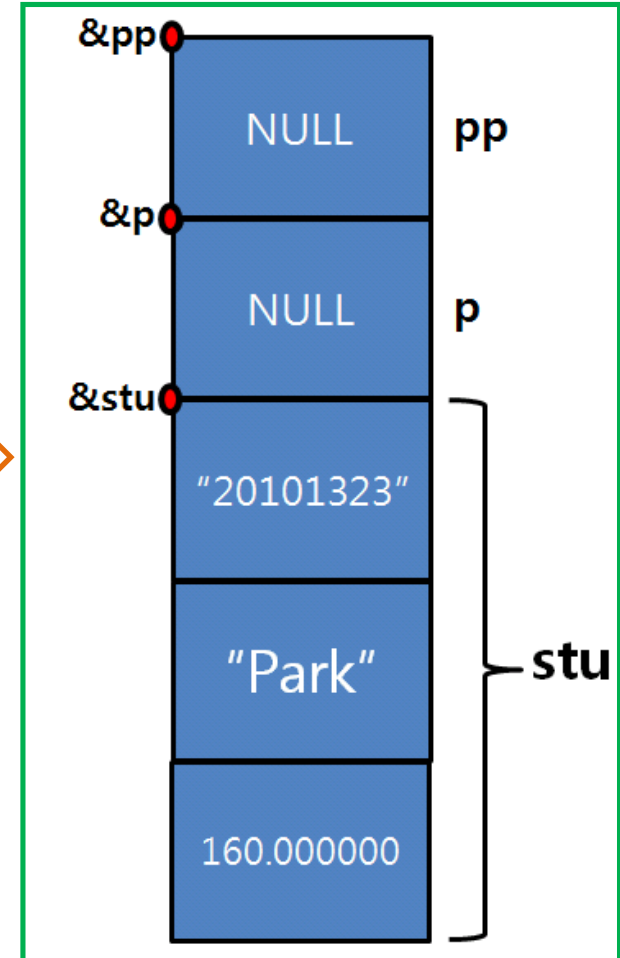 &pp
NULL pp
&p
NULL p
&stu
"20101323"
"Park"
stu
160.000000